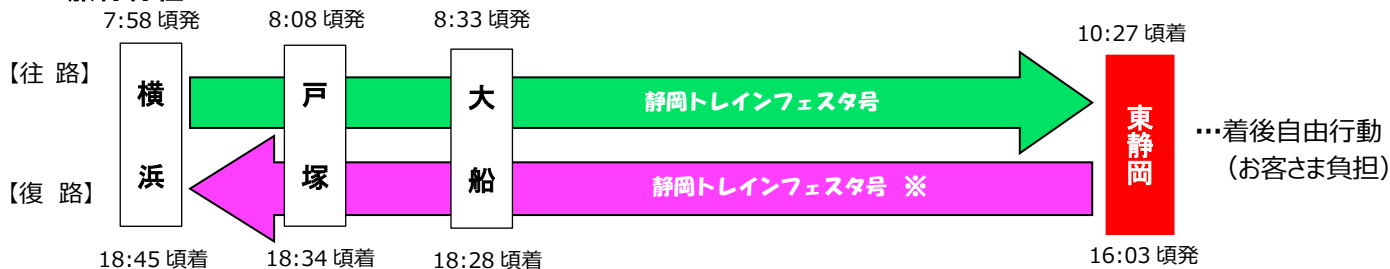 7:58 頃発
8:08 頃発
8:33 頃発
10:27 頃着
【往 路】
横浜
戸塚
大船
静岡トレインフェスタ号
東静岡
…着後自由行動
(お客さま負担)
【復 路】
静岡トレインフェスタ号 ※
18:45 頃着
18:34 頃着
18:28 頃着
16:03 頃発